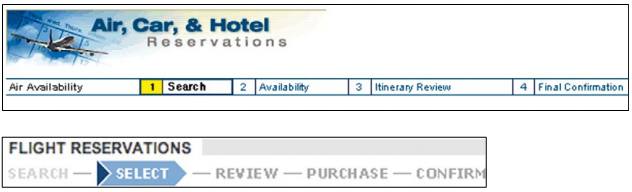 Air, Car, & Hotel
Reservations
Air Availability 1 Search 2 Availability 3 Itinerary Review 4 Final Confirmation
FLIGHT RESERVATIONS
SEARCH — SELECT — REVIEW — PURCHASE — CONFIRM